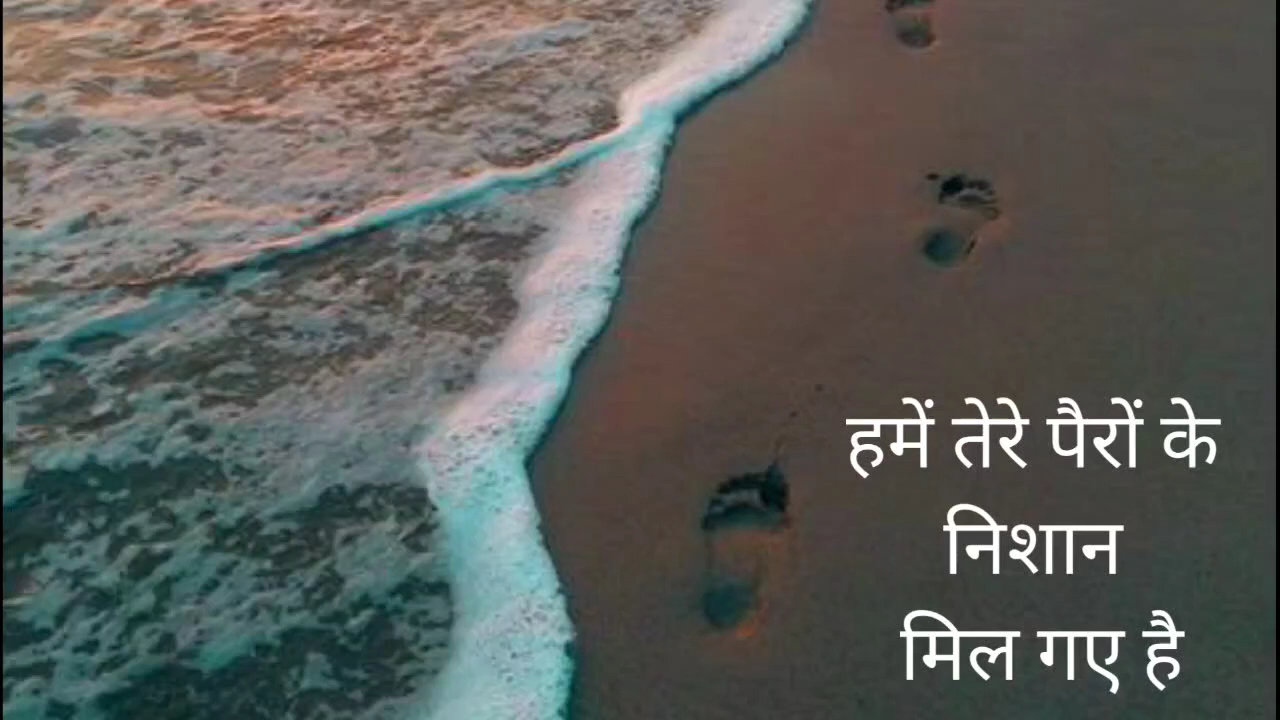 हमें तेरे पैरों के
निशान
मिल गए है